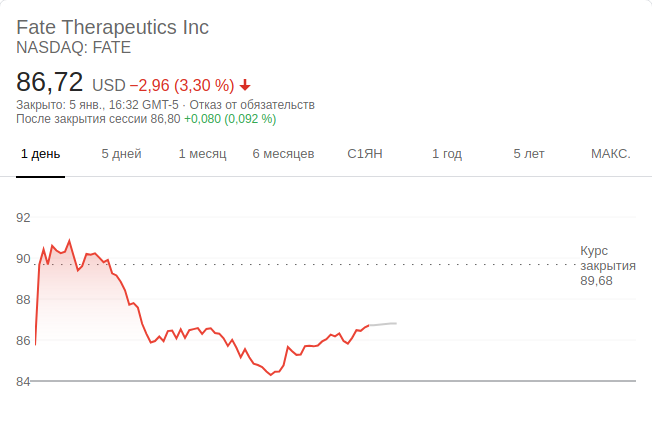 Fate Therapeutics Inc
NASDAQ: FATE
86,72 USD −2,96 (3,30 %)
Закрыто: 5 янв., 16:32 GMT-5 · Отказ от обязательств
После закрытия сессии 86,80 +0,080 (0,092 %)
1 день 5 дней 1 месяц 6 месяцев С1ЯН 1 год 5 лет МАКС.
92
90
88
86
84
Курс
закрытия
89,68